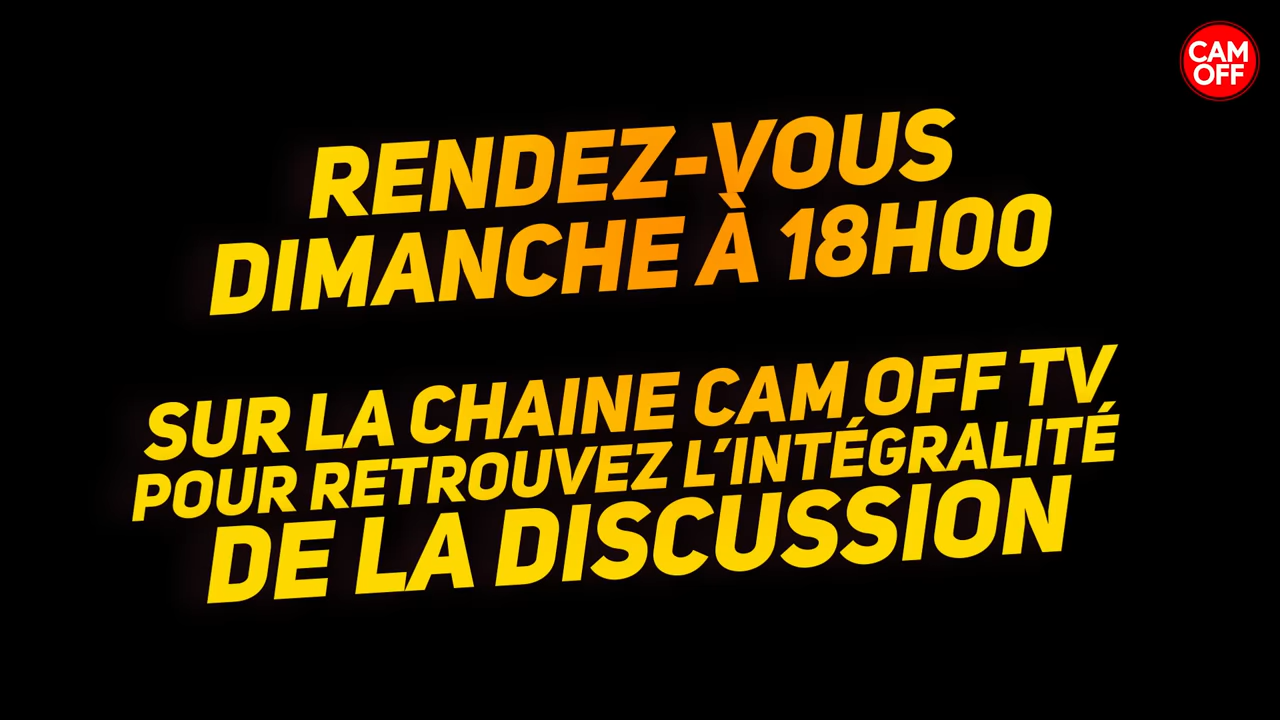 CAM
OFF
RENDEZ-VOUS
DIMANCHE À 18H00
SUR LA CHAINE CAM OFF TV
POUR RETROUVEZ L'INTÉGRALITÉ
DE LA DISCUSSION